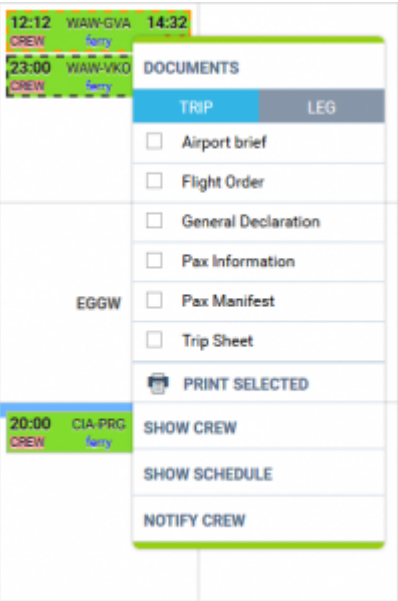 12:12 WAW-GVA 14:32
CREW ferry
23:00 WAW-VKO
CREW ferry
DOCUMENTS
TRIP LEG
Airport brief
Flight Order
General Declaration
Pax Information
EGGW
Pax Manifest
Trip Sheet
PRINT SELECTED
20:00 CIA-PRG
CREW ferry
SHOW CREW
SHOW SCHEDULE
NOTIFY CREW